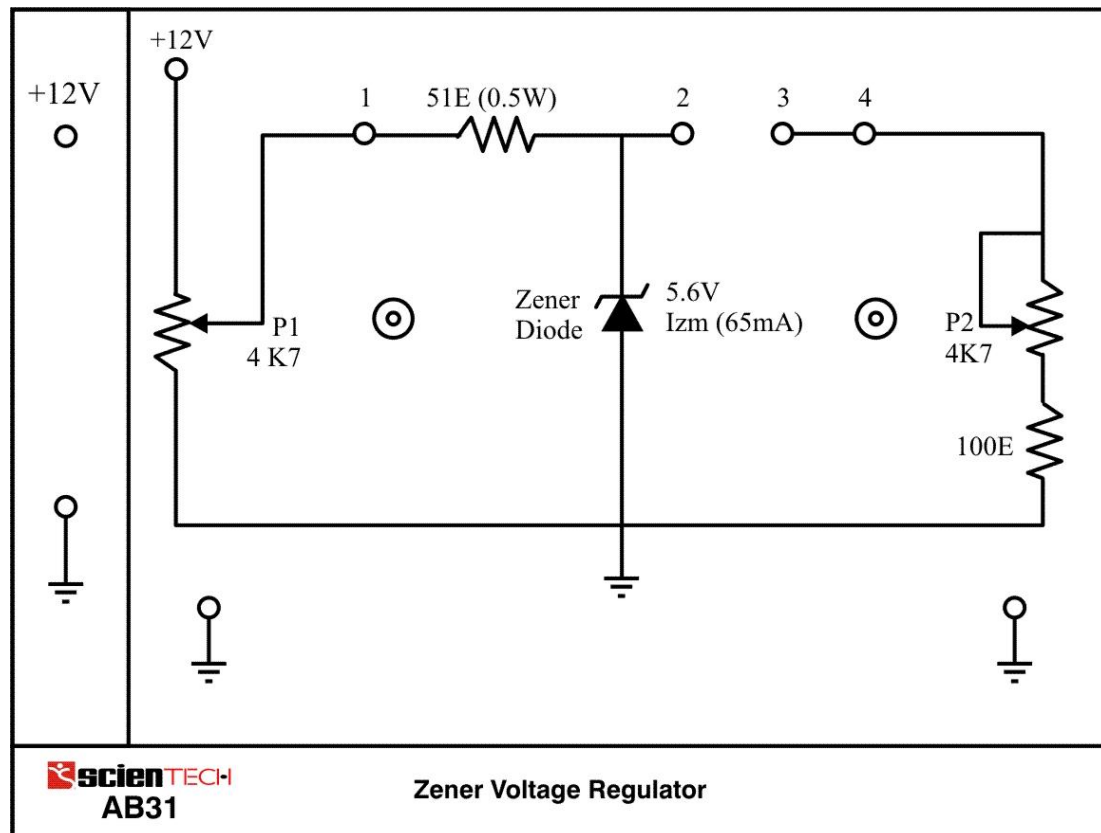 +12V
+12V
1
51E (0.5W)
2
3
4
P1
4 K7
Zener
Diode
5.6V
Izm (65mA)
P2
4K7
100E
SCIENTECH
AB31
Zener Voltage Regulator